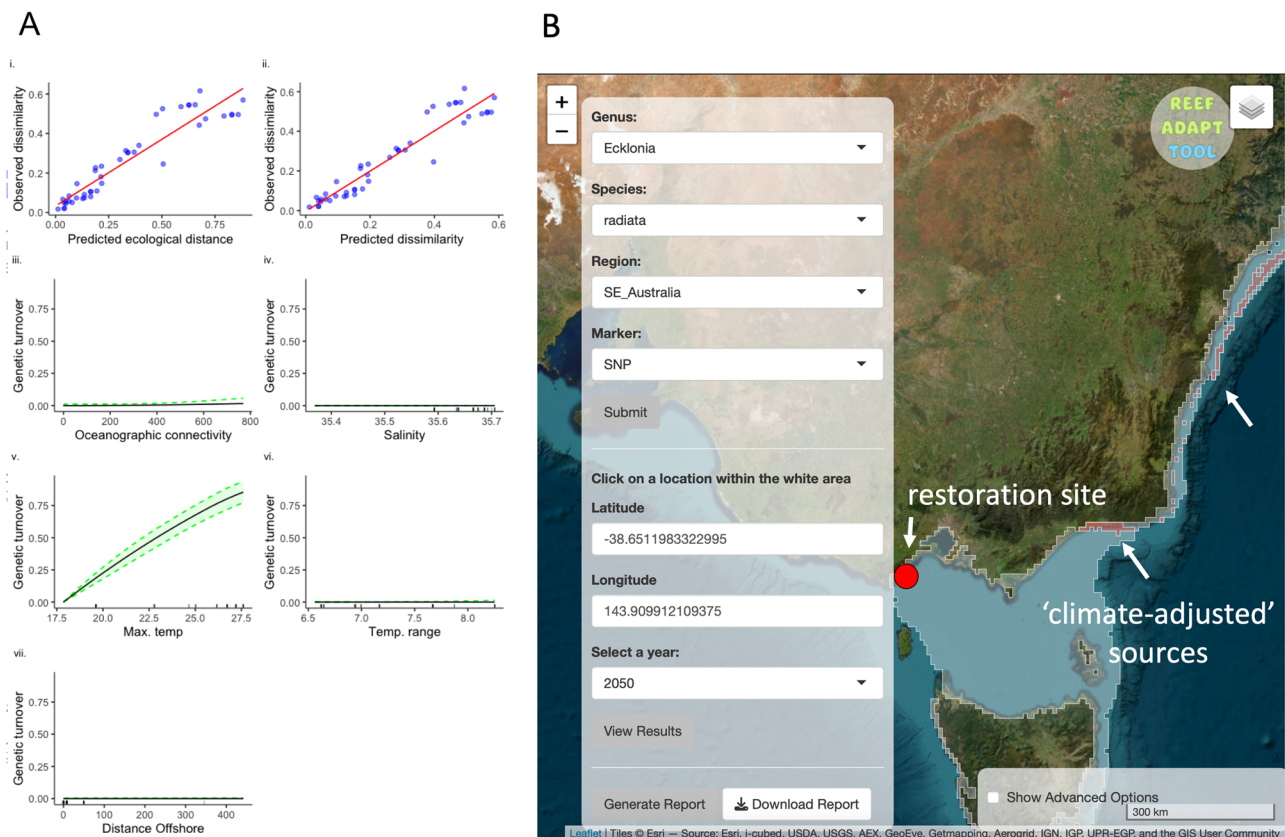 A
i.
Observed dissimilarity
0.6
0.4
0.2
0.0
0.00
0.25
0.50
0.75
Predicted ecological distance
ii.
Observed dissimilarity
0.6
0.4
0.2
0.0
0.0
0.2
0.4
0.6
Predicted dissimilarity
iii.
Genetic turnover
0.75
0.50
0.25
0.00
0
200
400
600
800
Oceanographic connectivity
iv.
Genetic turnover
0.75
0.50
0.25
0.00
35.4
35.5
35.6
35.7
Salinity
v.
Genetic turnover
0.75
0.50
0.25
0.00
17.5
20.0
22.5
25.0
27.5
Max. temp
vi.
Genetic turnover
0.75
0.50
0.25
0.00
6.5
7.0
7.5
8.0
Temp. range
vii.
Genetic turnover
0.75
0.50
0.25
0.00
0
100
200
300
400
Distance Offshore
B
+
−
Genus:
Ecklonia
Species:
radiata
Region:
SE_Australia
Marker:
SNP
Submit
Click on a location within the white area
Latitude
-38.6511983322995
Longitude
143.909912109375
Select a year:
2050
View Results
Generate Report
Download Report
REEF
ADAPT
TOOL
restoration site
'climate-adjusted'
sources
Show Advanced Options
300 km
Leaflet | Tiles © Esri — Source: Esri, i-cubed, USDA, USGS, AEX, GeoEye, Getmapping, Aerogrid, IGN, IGP, UPR-EGP, and the GIS User Community